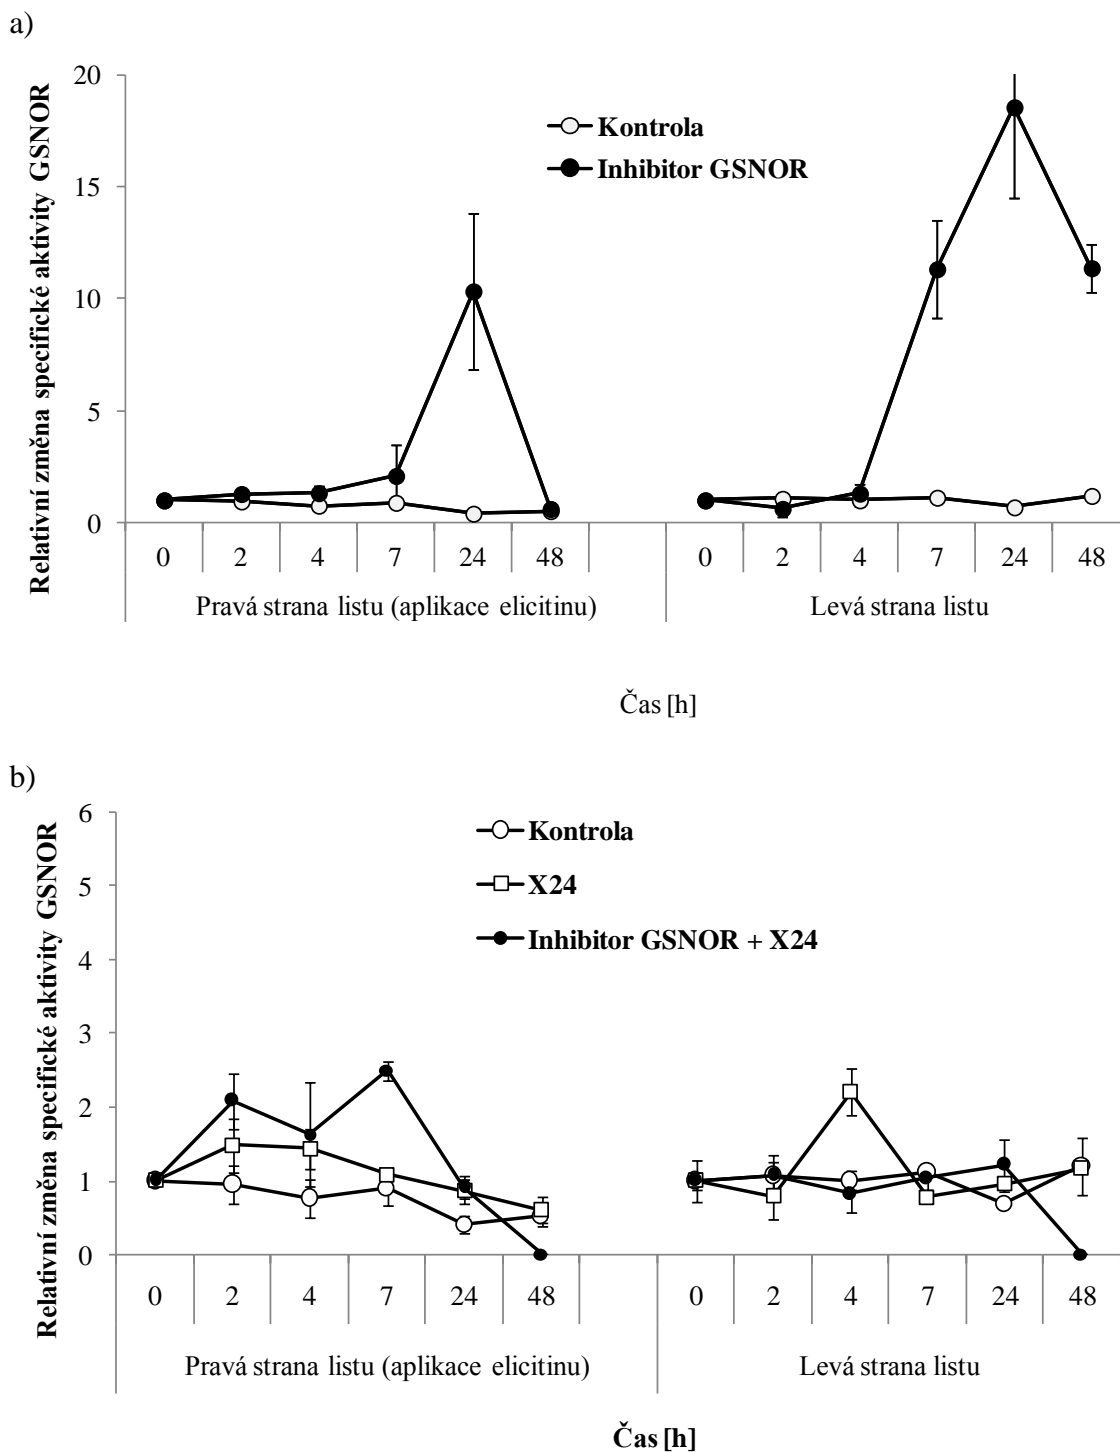 a)
Relativní změna specifické aktivity GSNOR
20
15
10
5
0
Kontrola
Inhibitor GSNOR
0 2 4 7 24 48 0 2 4 7 24 48
Pravá strana listu (aplikace elicitinu) Levá strana listu
Čas [h]
b)
Relativní změna specifické aktivity GSNOR
6
5
4
3
2
1
0
Kontrola
X24
Inhibitor GSNOR + X24
0 2 4 7 24 48 0 2 4 7 24 48
Pravá strana listu (aplikace elicitinu) Levá strana listu
Čas [h]